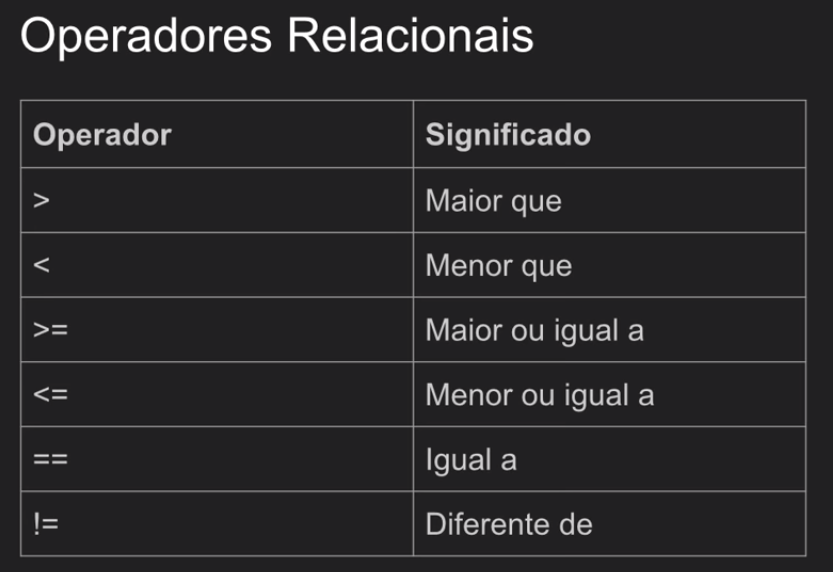 Operadores Relacionais
Operador Significado
> Maior que
< Menor que
>= Maior ou igual a
<= Menor ou igual a
== Igual a
!= Diferente de